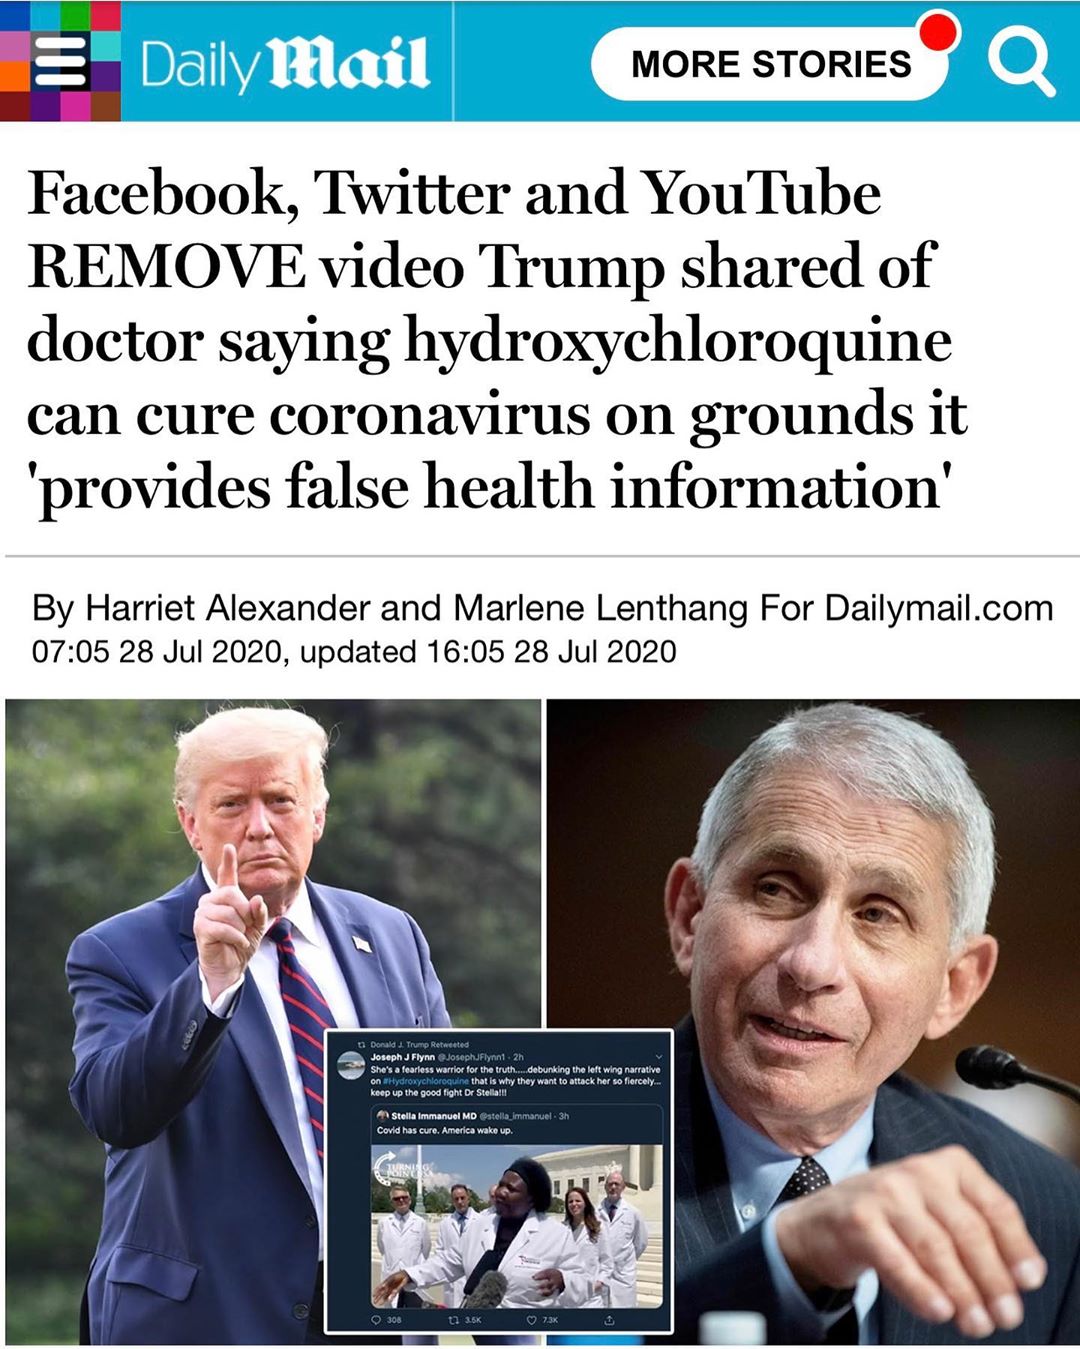 Daily Mail
MORE STORIES
Facebook, Twitter and YouTube
REMOVE video Trump shared of
doctor saying hydroxychloroquine
can cure coronavirus on grounds it
'provides false health information'
By Harriet Alexander and Marlene Lenthang For Dailymail.com
07:05 28 Jul 2020, updated 16:05 28 Jul 2020
Donald J. Trump Retweeted
Joseph J Flynn @JosephJFlynn1 · 2h
She's a fearless warrior for the truth.....debunking the left wing narrative
on #Hydroxychloroquine that is why they want to attack her so fiercely...
keep up the good fight Dr Stella!!!
Stella Immanuel MD @stella_immanuel · 3h
Covid has cure. America wake up.
TURNING
POINT USA
308 3.5K 7.3K